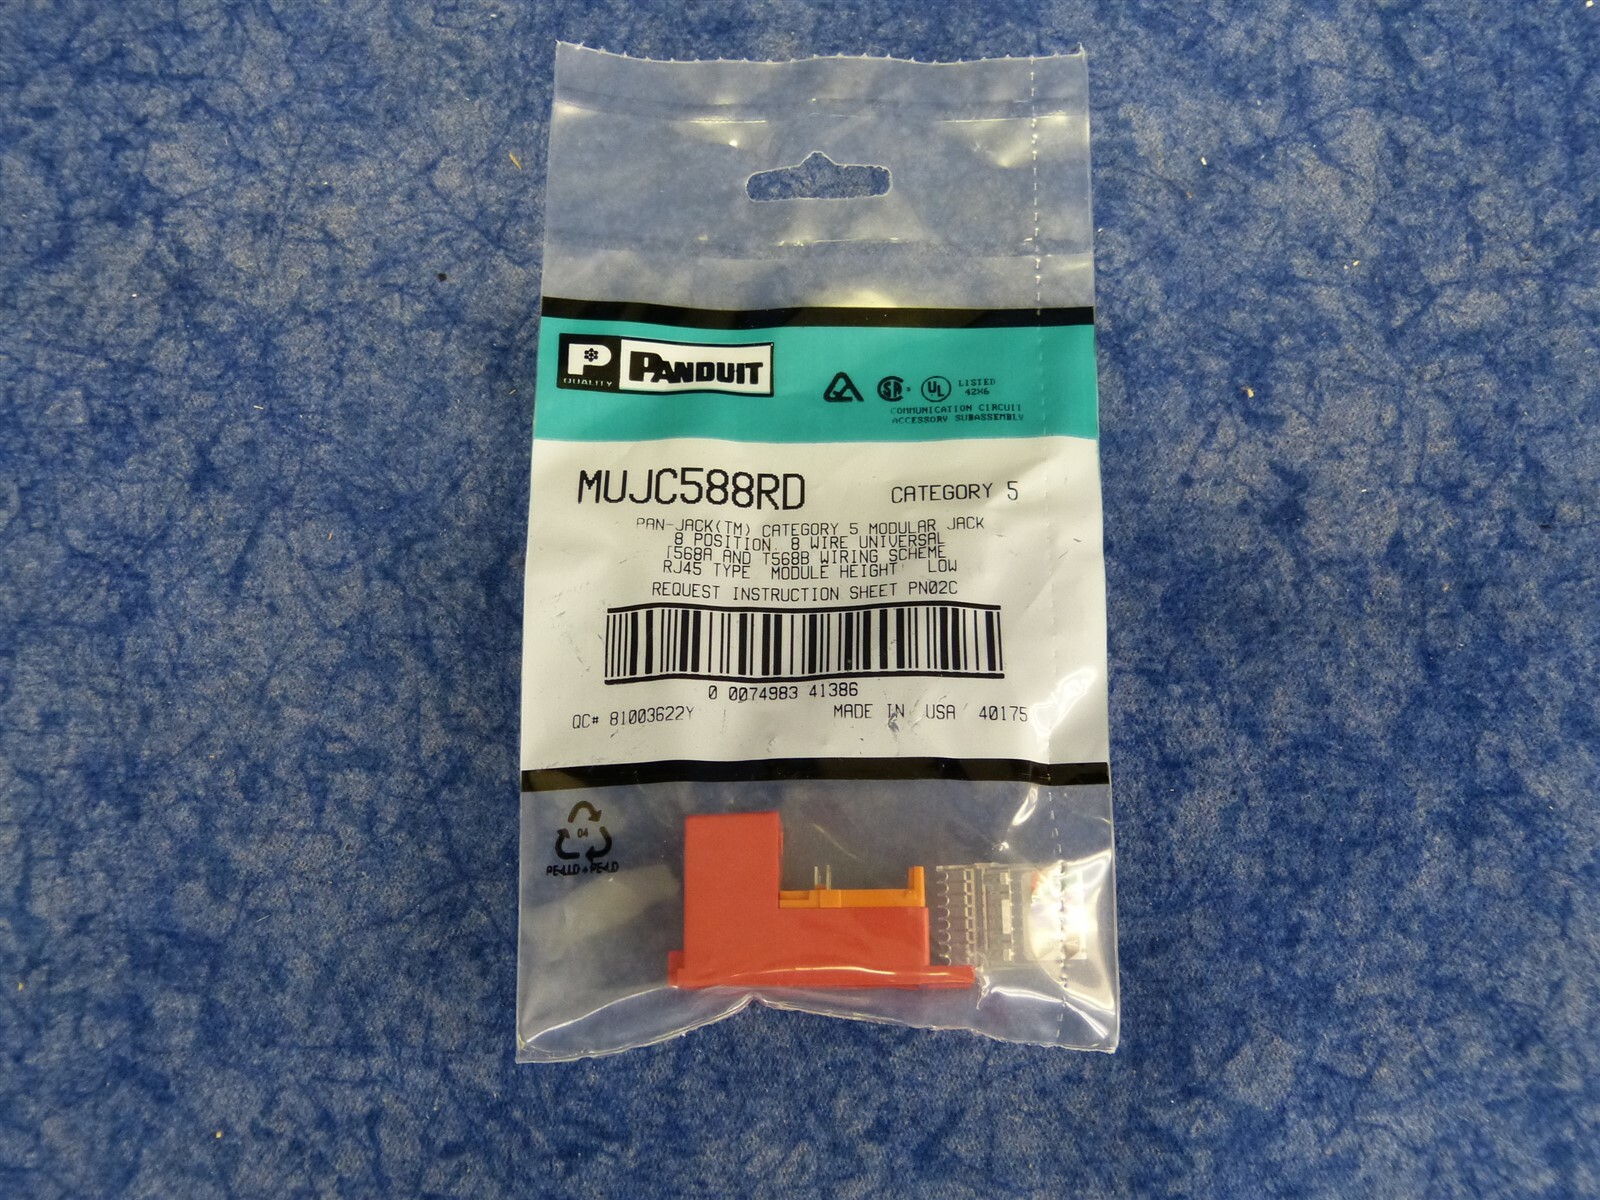 P PANDUIT
QUALITY
LISTED
42X6
COMMUNICATION CIRCUIT
ACCESSORY SUBASSEMBLY
MUJC588RD CATEGORY 5
PAN-JACK(TM) CATEGORY 5 MODULAR JACK
8 POSITION, 8 WIRE UNIVERSAL
T568A AND T568B WIRING SCHEME
RJ45 TYPE MODULE HEIGHT LOW
REQUEST INSTRUCTION SHEET PN02C
0 0074983 41386
QC# 81003622Y MADE IN USA 40175
04
PE-LLD + PE-LD